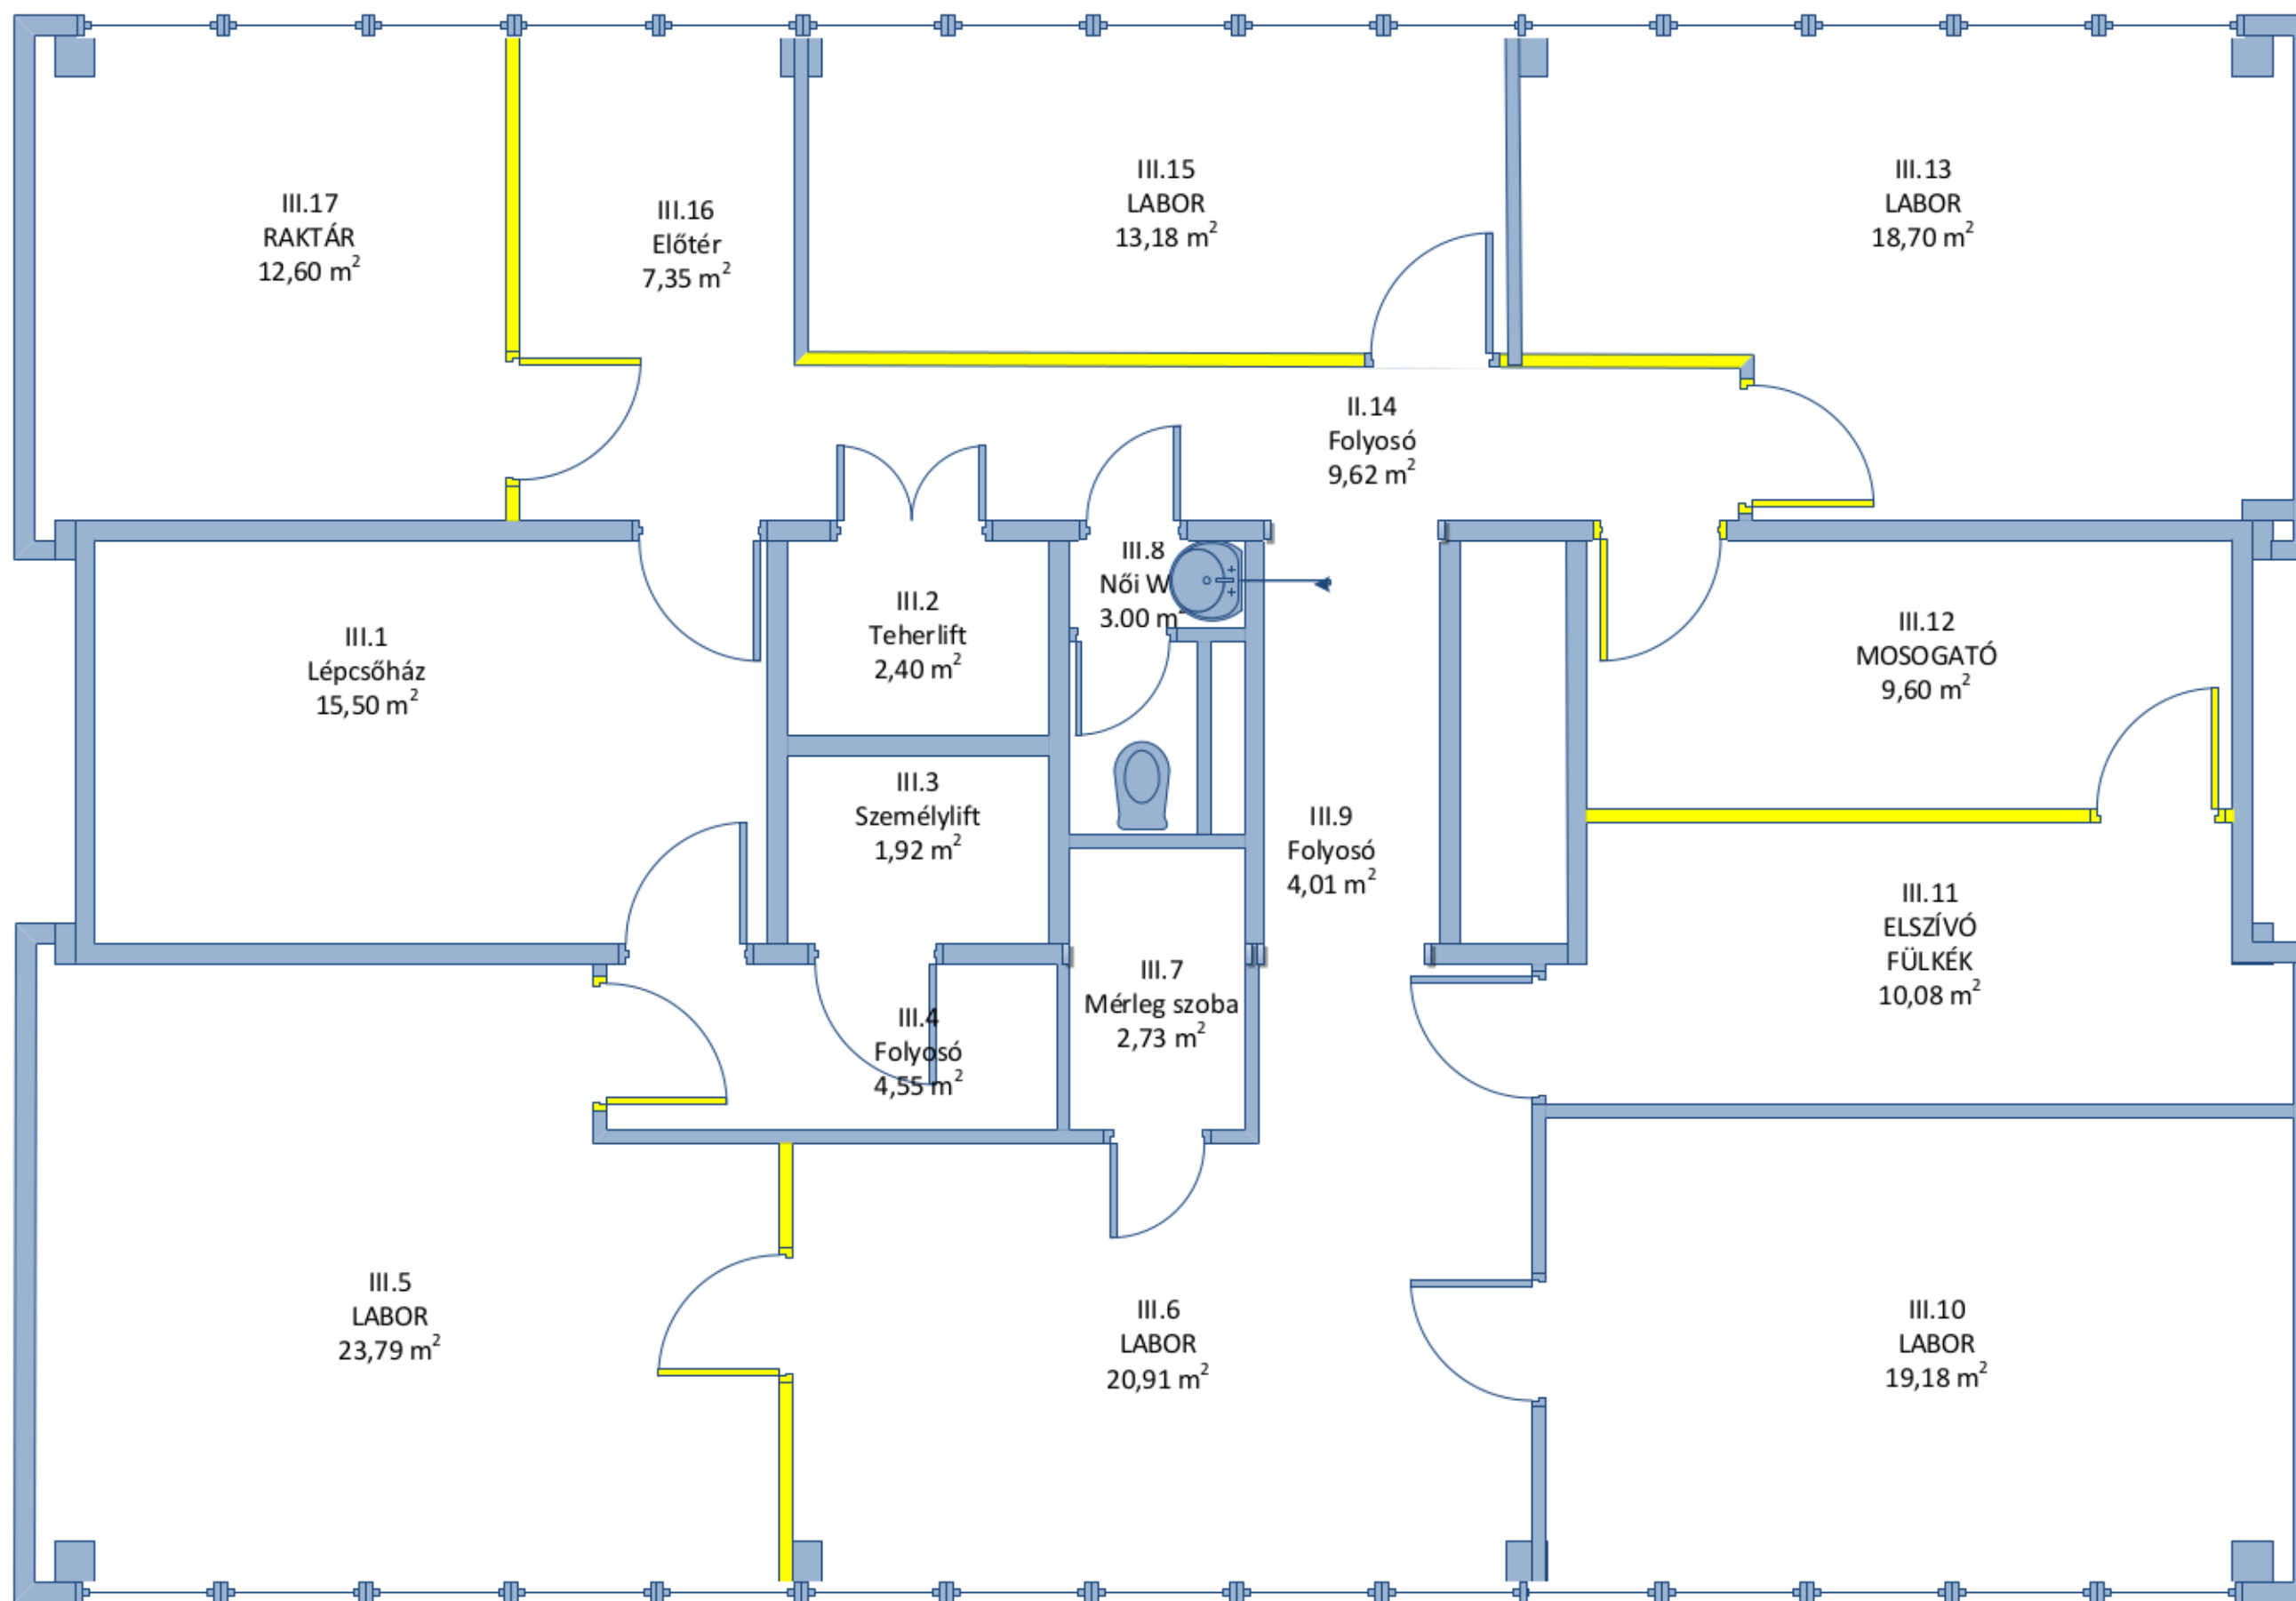 III.17
RAKTÁR
12,60 m²
III.16
Előtér
7,35 m²
III.15
LABOR
13,18 m²
III.13
LABOR
18,70 m²
II.14
Folyosó
9,62 m²
III.1
Lépcsőház
15,50 m²
III.2
Teherlift
2,40 m²
III.8
Női W
3.00 m²
III.12
MOSOGATÓ
9,60 m²
III.3
Személylift
1,92 m²
III.9
Folyosó
4,01 m²
III.11
ELSZÍVÓ
FÜLKÉK
10,08 m²
III.4
Folyosó
4,55 m²
III.7
Mérleg szoba
2,73 m²
III.5
LABOR
23,79 m²
III.6
LABOR
20,91 m²
III.10
LABOR
19,18 m²